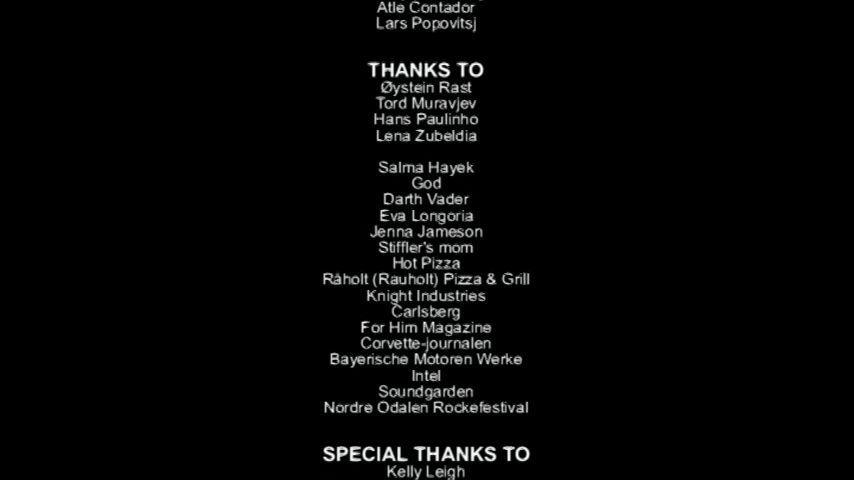 Atle Contador
Lars Popovitsj
THANKS TO
Øystein Rast
Tord Muravjev
Hans Paulinho
Lena Zubeldia
Salma Hayek
God
Darth Vader
Eva Longoria
Jenna Jameson
Stiffler's mom
Hot Pizza
Råholt (Rauholt) Pizza & Grill
Knight Industries
Carlsberg
For Him Magazine
Corvette-journalen
Bayerische Motoren Werke
Intel
Soundgarden
Nordre Odalen Rockefestival
SPECIAL THANKS TO
Kelly Leigh